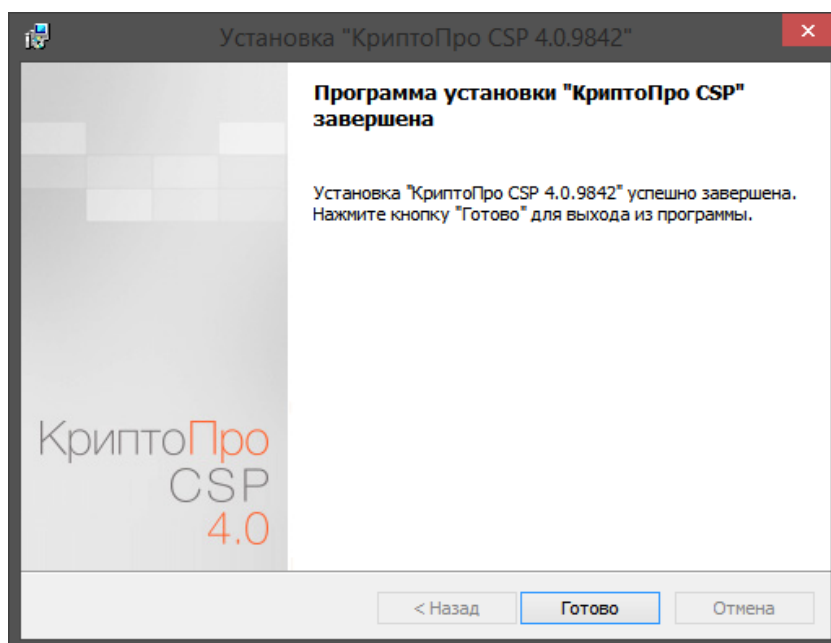 Установка "КриптоПро CSP 4.0.9842"
Программа установки "КриптоПро CSP"
завершена
Установка "КриптоПро CSP 4.0.9842" успешно завершена.
Нажмите кнопку "Готово" для выхода из программы.
КриптоПро
CSP
4.0
< Назад
Готово
Отмена